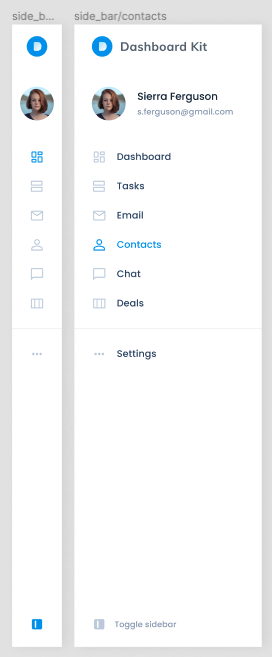 side_b...
side_bar/contacts
D
D Dashboard Kit
Sierra Ferguson
s.ferguson@gmail.com
Dashboard
Tasks
Email
Contacts
Chat
Deals
Settings
Toggle sidebar